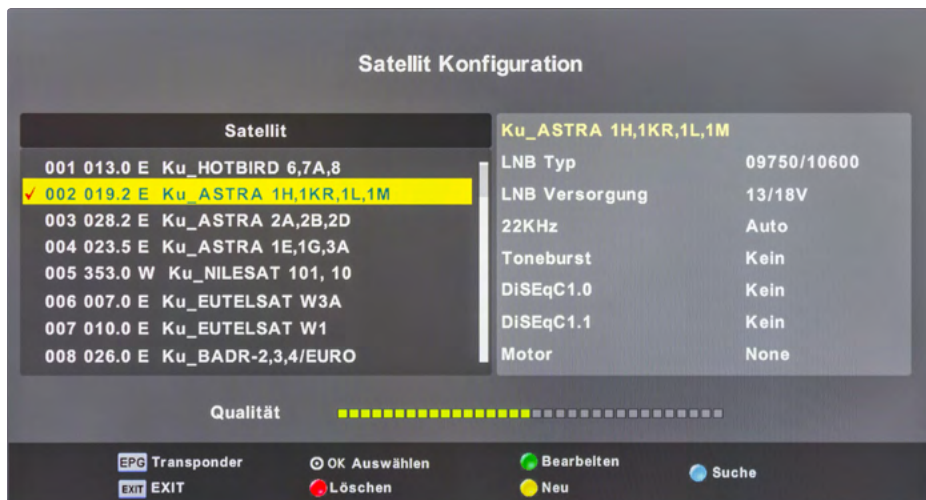 Satellit Konfiguration
Satellit
001 013.0 E Ku_HOTBIRD 6,7A,8
002 019.2 E Ku_ASTRA 1H,1KR,1L,1M
003 028.2 E Ku_ASTRA 2A,2B,2D
004 023.5 E Ku_ASTRA 1E,1G,3A
005 353.0 W Ku_NILESAT 101, 10
006 007.0 E Ku_EUTELSAT W3A
007 010.0 E Ku_EUTELSAT W1
008 026.0 E Ku_BADR-2,3,4/EURO
Ku_ASTRA 1H,1KR,1L,1M
LNB Typ 09750/10600
LNB Versorgung 13/18V
22KHz Auto
Toneburst Kein
DiSEqC1.0 Kein
DiSEqC1.1 Kein
Motor None
Qualität
EPG Transponder OK Auswählen Bearbeiten Suche
EXIT EXIT Löschen Neu